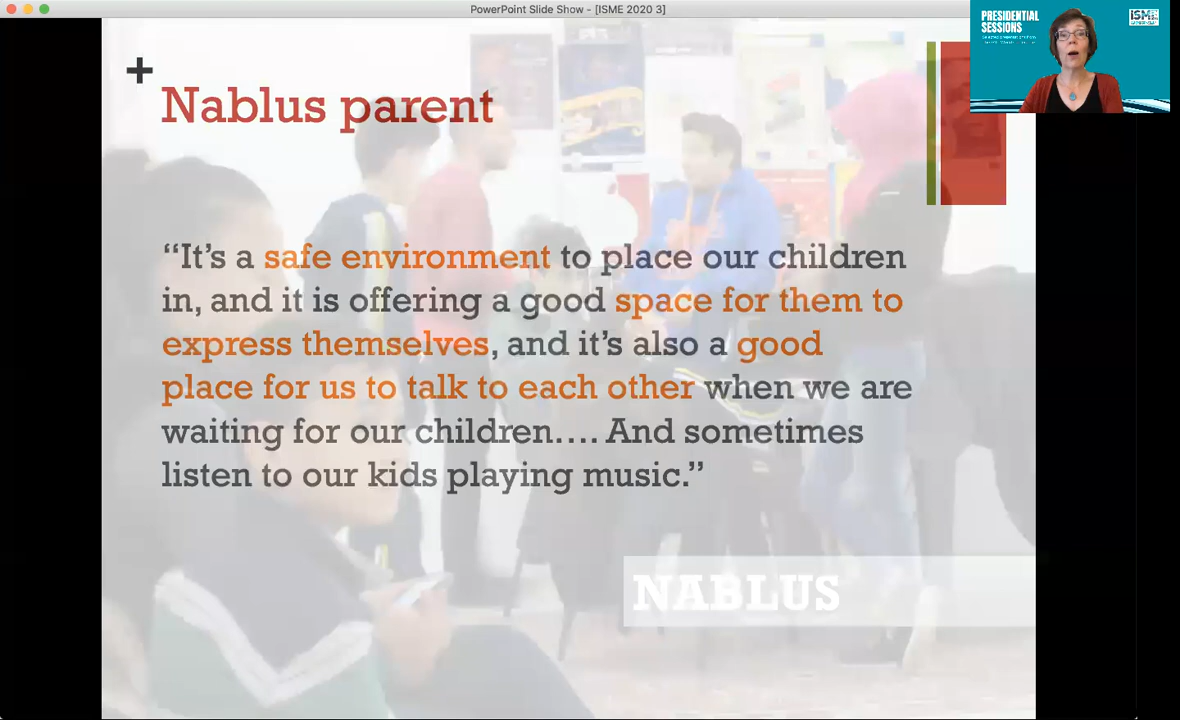 PowerPoint Slide Show - [ISME 2020 3]
PRESIDENTIAL
SESSIONS
ISME
+
Nablus parent
“It’s a safe environment to place our children
in, and it is offering a good space for them to
express themselves, and it’s also a good
place for us to talk to each other when we are
waiting for our children…. And sometimes
listen to our kids playing music.”
NABLUS